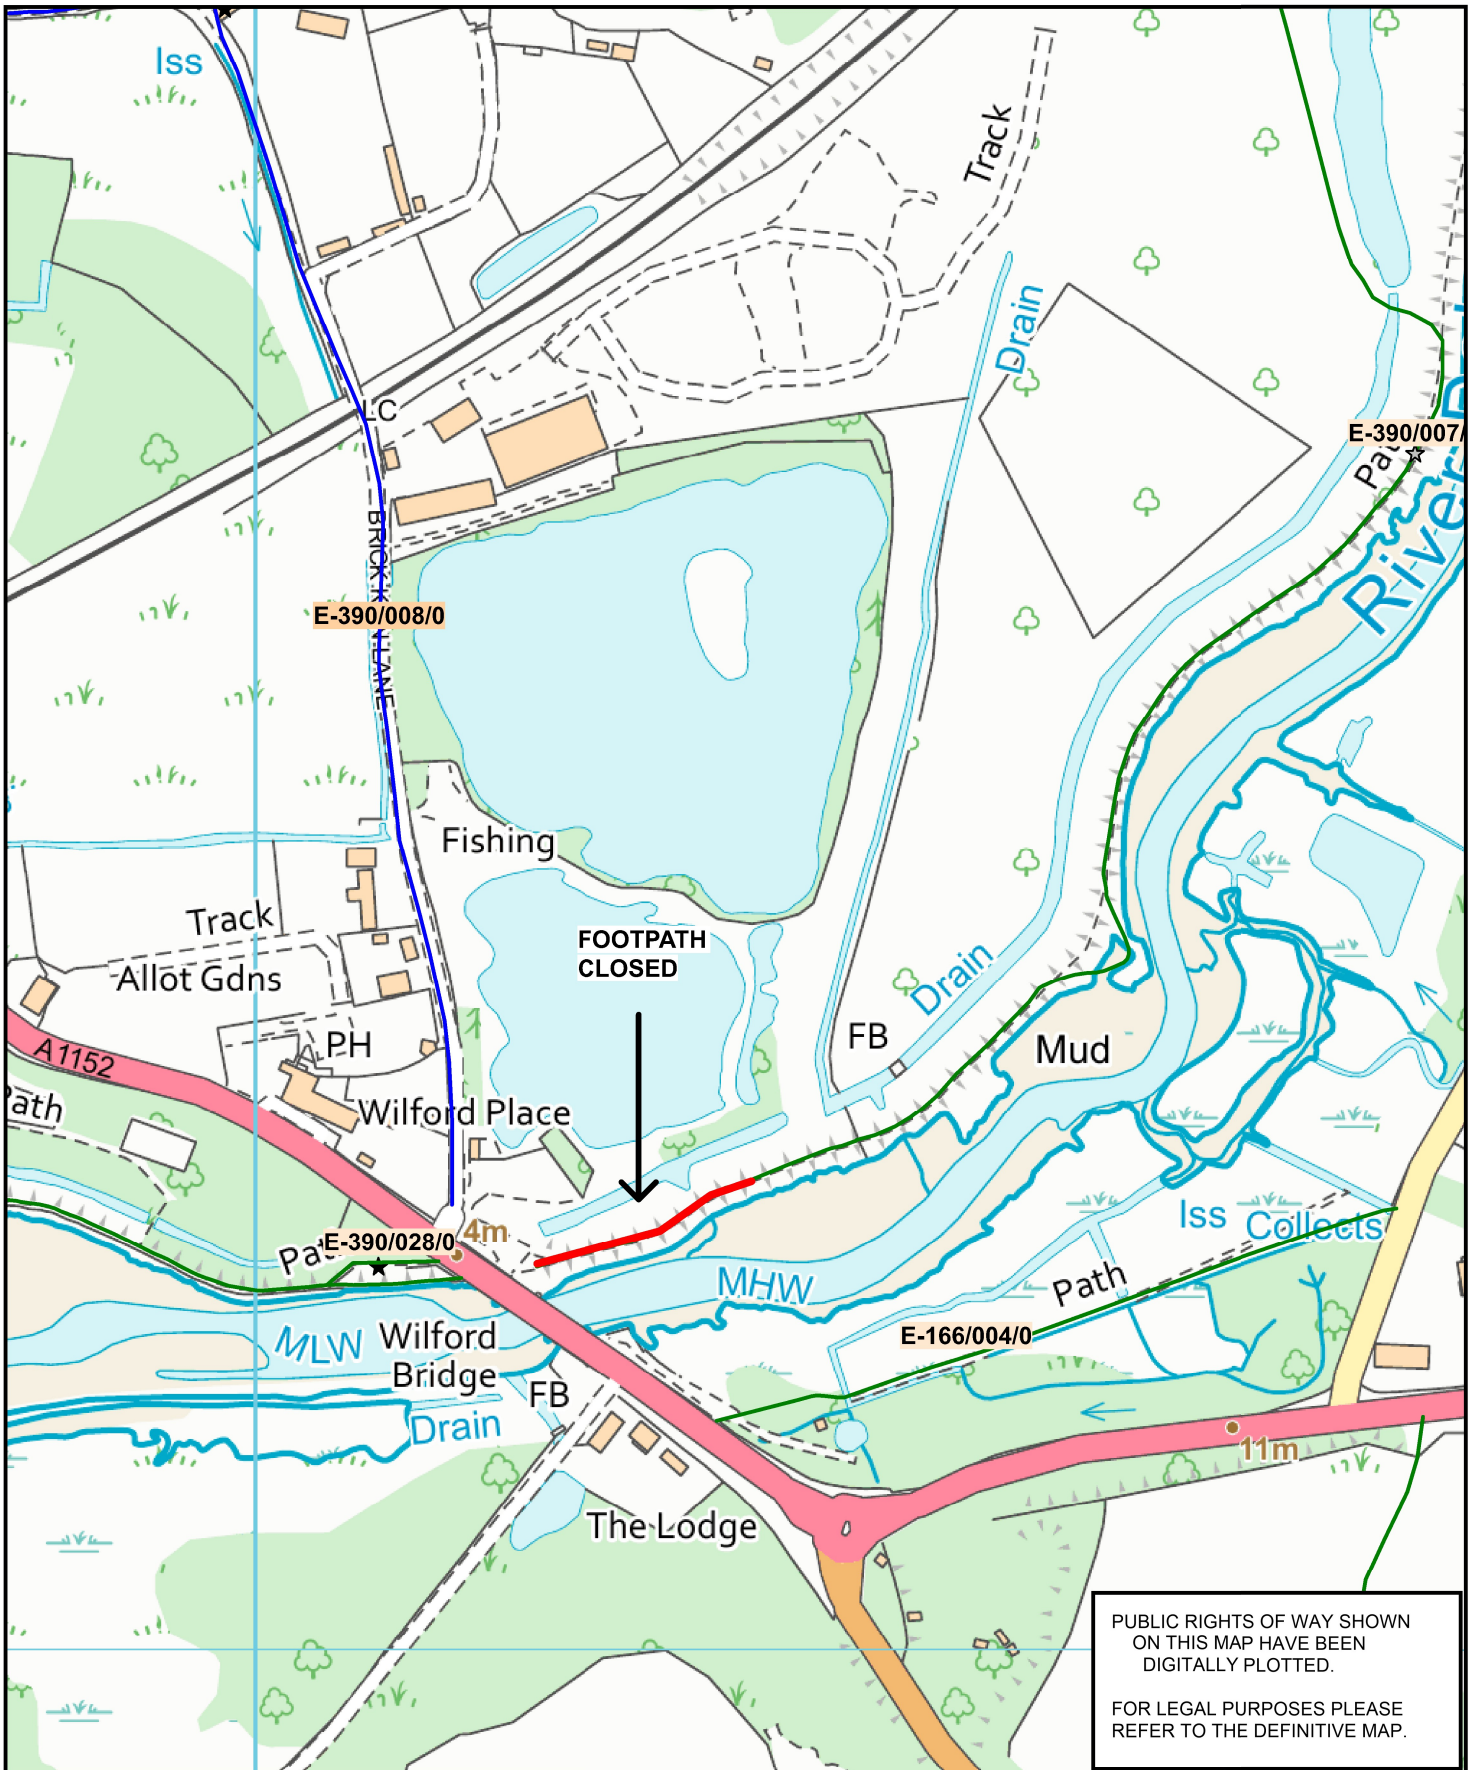 Iss
Track
Drain
LC
E-390/007/
Path
River
BRICK KILN LANE
E-390/008/0
Fishing
Track
FOOTPATH
CLOSED
Allot Gdns
Drain
PH
FB
Mud
A1152
Path
Wilford Place
Iss
Collects
4m
E-390/028/0
Path
MHW
Path
E-166/004/0
MLW
Wilford
Bridge
FB
Drain
11m
The Lodge
PUBLIC RIGHTS OF WAY SHOWN
ON THIS MAP HAVE BEEN
DIGITALLY PLOTTED.
FOR LEGAL PURPOSES PLEASE
REFER TO THE DEFINITIVE MAP.